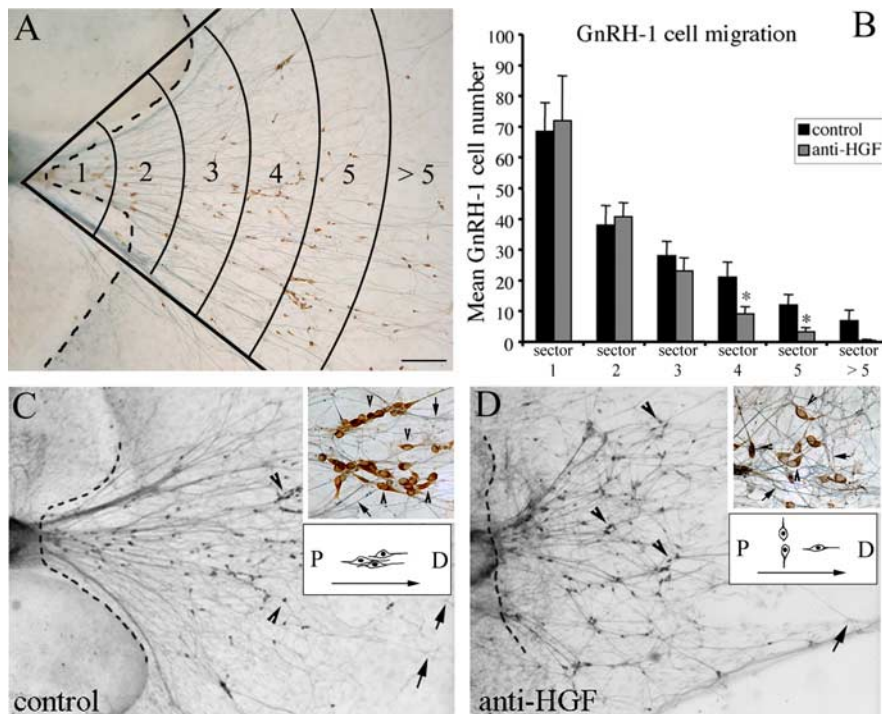 A
1 2 3 4 5 > 5
B
GnRH-1 cell migration
Mean GnRH-1 cell number
100
90
80
70
60
50
40
30
20
10
0
control
anti-HGF
* *
sector sector sector sector sector sector
1 2 3 4 5 > 5
C
P D
control
D
P D
anti-HGF